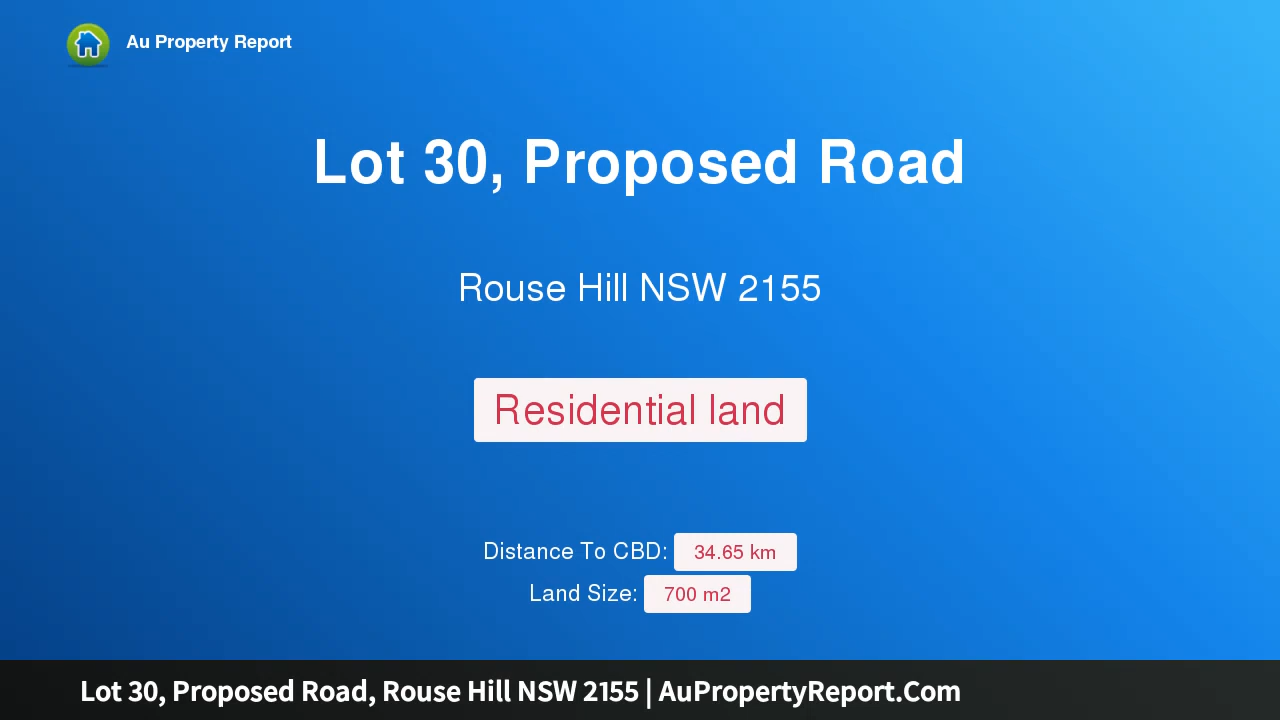 Au Property Report
Lot 30, Proposed Road
Rouse Hill NSW 2155
Residential land
Distance To CBD: 34.65 km
Land Size: 700 m2
Lot 30, Proposed Road, Rouse Hill NSW 2155 | AuPropertyReport.Com